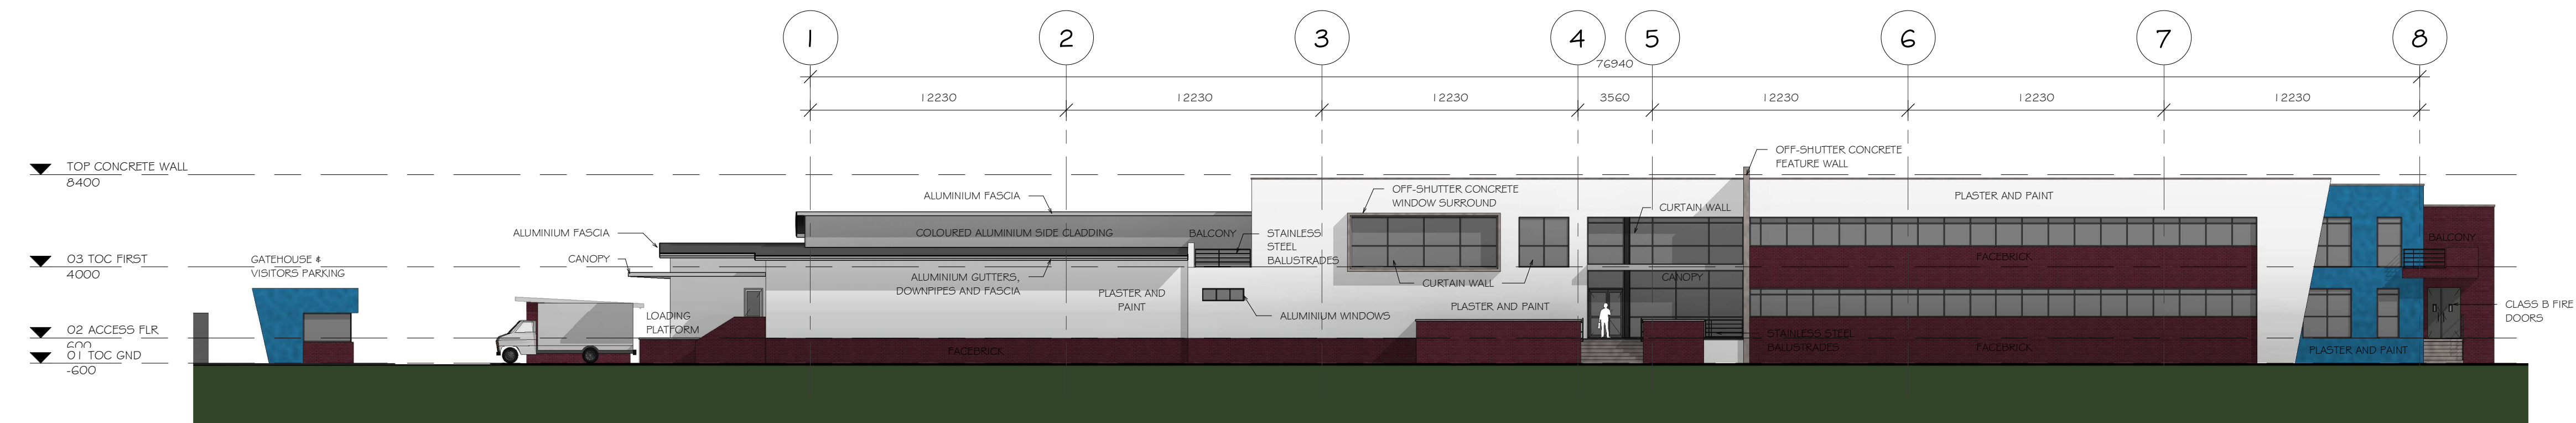 1 2 3 4 5 6 7 8
76940
12230 12230 12230 3560 12230 12230 12230
TOP CONCRETE WALL
8400
03 TOC FIRST
4000
02 ACCESS FLR
600
01 TOC GND
-600
GATEHOUSE &
VISITORS PARKING
ALUMINIUM FASCIA
CANOPY
LOADING
PLATFORM
ALUMINIUM FASCIA
COLOURED ALUMINIUM SIDE CLADDING
ALUMINIUM GUTTERS,
DOWNPIPES AND FASCIA
FACEBRICK
PLASTER AND
PAINT
BALCONY
STAINLESS
STEEL
BALUSTRADES
ALUMINIUM WINDOWS
OFF-SHUTTER CONCRETE
WINDOW SURROUND
CURTAIN WALL
PLASTER AND PAINT
CURTAIN WALL
CANOPY
OFF-SHUTTER CONCRETE
FEATURE WALL
STAINLESS STEEL
BALUSTRADES
PLASTER AND PAINT
FACEBRICK
FACEBRICK
PLASTER AND PAINT
BALCONY
CLASS B FIRE
DOORS